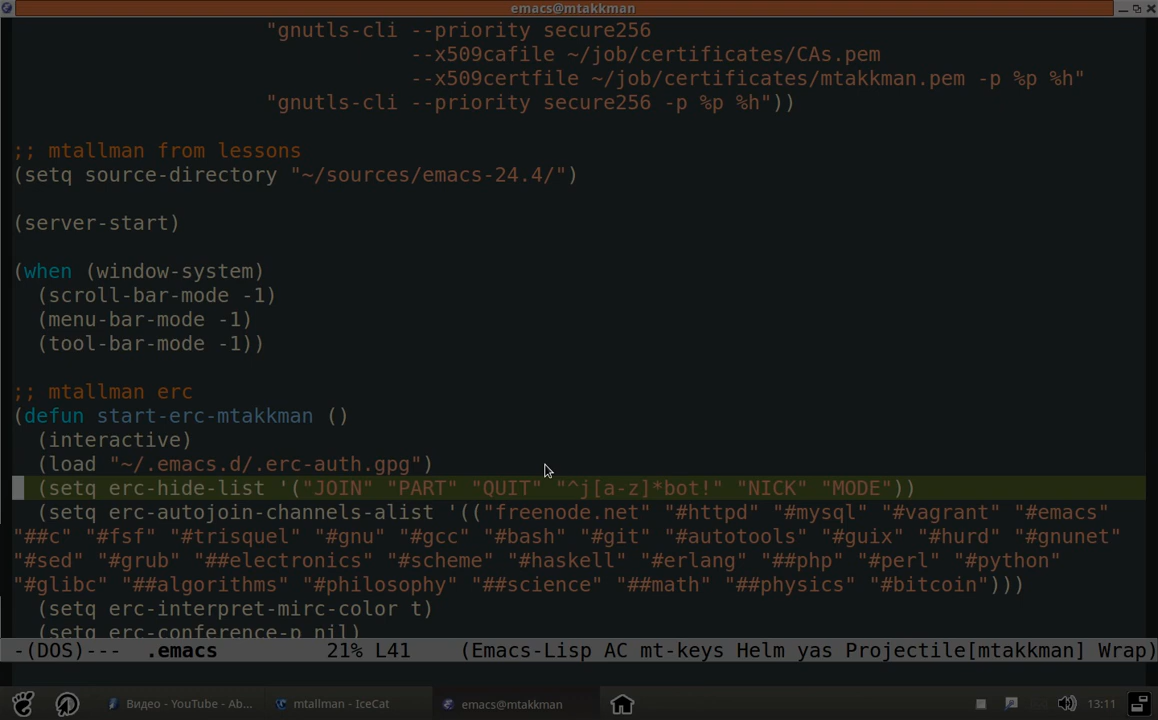 emacs@mtakkman
"gnutls-cli --priority secure256
--x509cafile ~/job/certificates/CAs.pem
--x509certfile ~/job/certificates/mtakkman.pem -p %p %h"
"gnutls-cli --priority secure256 -p %p %h"))
;; mtallman from lessons
(setq source-directory "~/sources/emacs-24.4/")
(server-start)
(when (window-system)
(scroll-bar-mode -1)
(menu-bar-mode -1)
(tool-bar-mode -1))
;; mtallman erc
(defun start-erc-mtakkman ()
(interactive)
(load "~/.emacs.d/.erc-auth.gpg")
(setq erc-hide-list '("JOIN" "PART" "QUIT" "^j[a-z]*bot!" "NICK" "MODE"))
(setq erc-autojoin-channels-alist '(("freenode.net" "#httpd" "#mysql" "#vagrant" "#emacs"
"##c" "#fsf" "#trisquel" "#gnu" "#gcc" "#bash" "#git" "#autotools" "#guix" "#hurd" "#gnunet"
"#sed" "#grub" "##electronics" "#scheme" "#haskell" "#erlang" "##php" "#perl" "#python"
"#glibc" "##algorithms" "#philosophy" "##science" "##math" "##physics" "#bitcoin")))
(setq erc-interpret-mirc-color t)
(setq erc-conference-p nil)
-(DOS)--- .emacs 21% L41 (Emacs-Lisp AC mt-keys Helm yas Projectile[mtakkman] Wrap)
Видео - YouTube - Ab... mtallman - IceCat emacs@mtakkman 13:11